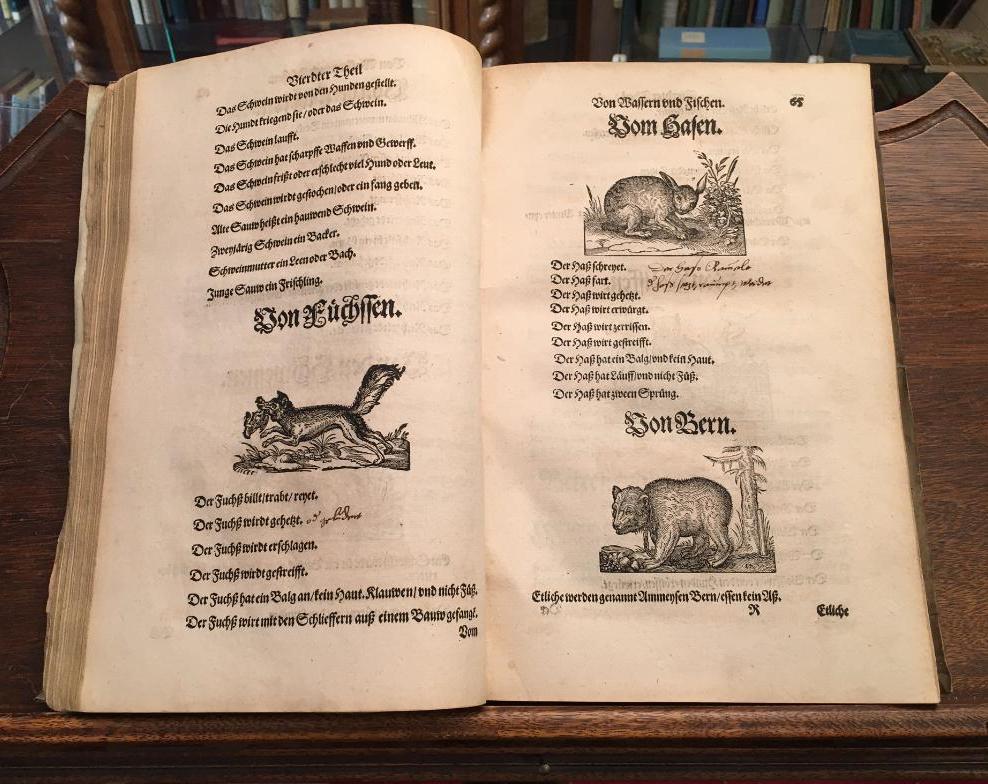 Vierdter Theil
Das Schwein wirdt von den Hunden gestellt.
Die Hundt kriegend sie / oder das Schwein.
Das Schwein laufft.
Das Schwein hat scharpffe Waffen vnd Gewerff.
Das Schwein frißt oder erschlecht viel Hund oder Leut.
Das Schwein wirdt gestochen / oder ein fang geben.
Alte Sauw heißt ein hauwend Schwein.
Zweyjärig Schwein ein Backer.
Schweinmutter ein Leen oder Bach.
Junge Sauw ein Frischling.
Von Füchssen.
Der Fuchß billt / trabt / reyet.
Der Fuchß wirdt gehetzt.
Der Fuchß wirdt erschlagen.
Der Fuchß wirdt gestreifft.
Der Fuchß hat ein Balg an / kein Haut. Klauwen / vnd nicht Füß.
Der Fuchß wirt mit den Schlieffern auß einem Bauw gefangt.
Vom
Von Wassern vnd Fischen. 65
Vom Hasen.
Der Haß schreyet.
Der Haß fart.
Der Haß wirt gehetzt.
Der Haß wirt erwürgt.
Der Haß wirt zerrissen.
Der Haß wirt gestreifft.
Der Haß hat ein Balg / vnd kein Haut.
Der Haß hat Läuff / vnd nicht Füß.
Der Haß hat zween Sprüng.
Von Bern.
Etliche werden genannt Ammeysen Bern / essen kein Aß.
R Etliche